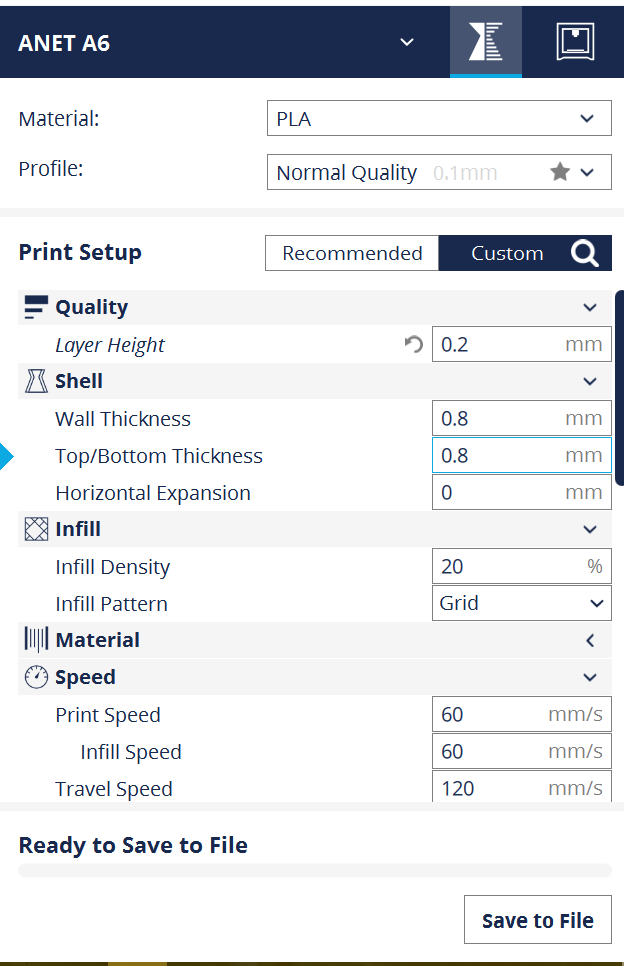 ANET A6
Material: PLA
Profile: Normal Quality 0.1mm
Print Setup Recommended Custom
Quality
Layer Height 0.2 mm
Shell
Wall Thickness 0.8 mm
Top/Bottom Thickness 0.8 mm
Horizontal Expansion 0 mm
Infill
Infill Density 20 %
Infill Pattern Grid
Material
Speed
Print Speed 60 mm/s
Infill Speed 60 mm/s
Travel Speed 120 mm/s
Ready to Save to File
Save to File